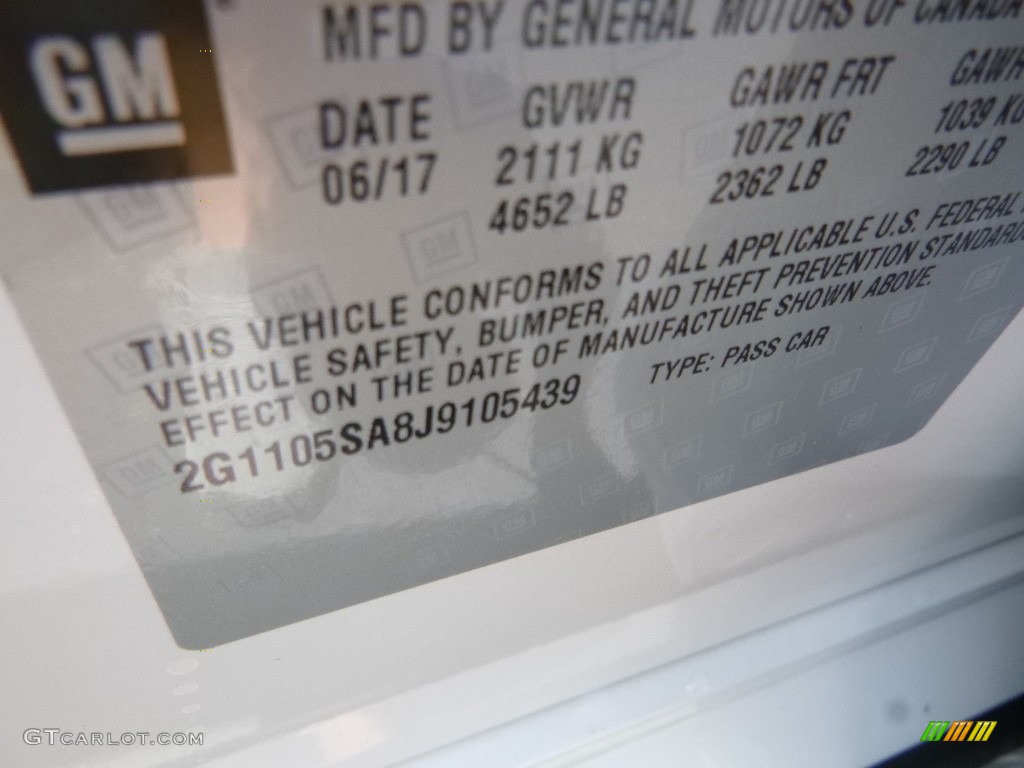 GM
MFD BY GENERAL MOTORS OF CANADA
DATE GVWR GAWR FRT GAWR
06/17 2111 KG 1072 KG 1039 KG
4652 LB 2362 LB 2290 LB
THIS VEHICLE CONFORMS TO ALL APPLICABLE U.S. FEDERAL
VEHICLE SAFETY, BUMPER, AND THEFT PREVENTION STANDARDS
EFFECT ON THE DATE OF MANUFACTURE SHOWN ABOVE.
2G1105SA8J9105439 TYPE: PASS CAR
GTCARLOT.COM